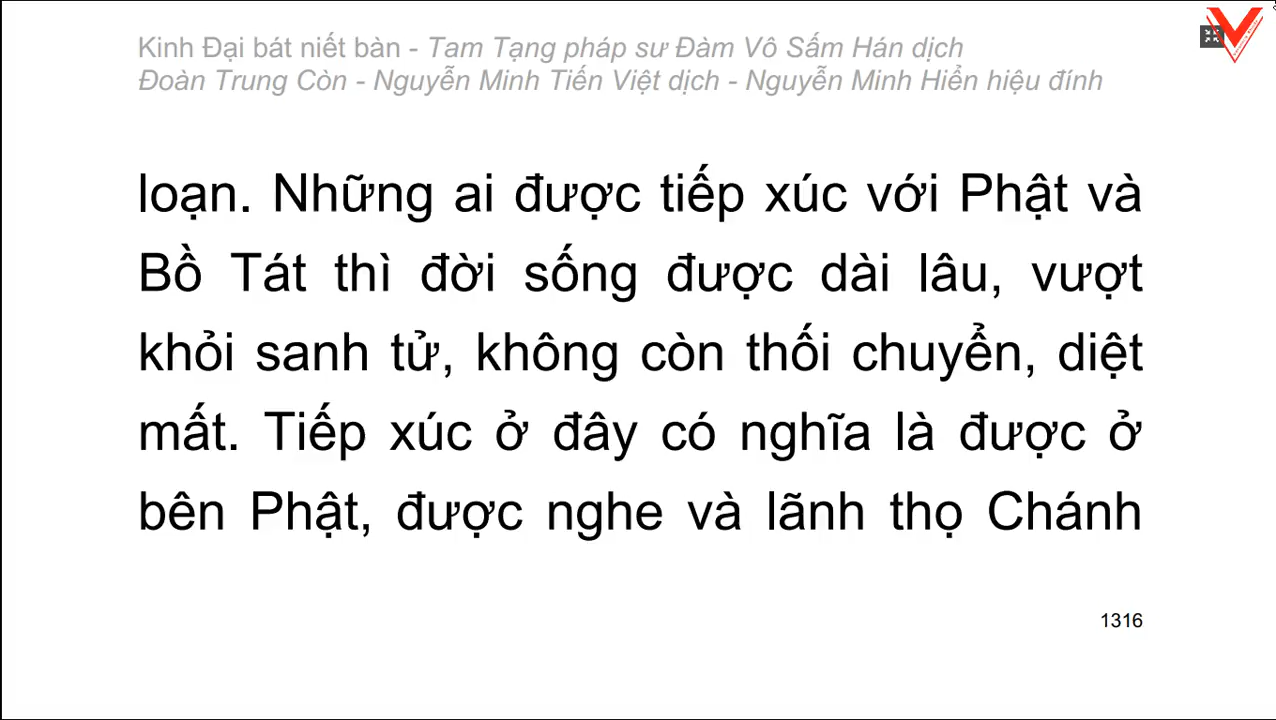 Kinh Đại bát niết bàn - Tam Tạng pháp sư Đàm Vô Sấm Hán dịch
Đoàn Trung Còn - Nguyễn Minh Tiến Việt dịch - Nguyễn Minh Hiển hiệu đính
loạn. Những ai được tiếp xúc với Phật và
Bồ Tát thì đời sống được dài lâu, vượt
khỏi sanh tử, không còn thối chuyển, diệt
mất. Tiếp xúc ở đây có nghĩa là được ở
bên Phật, được nghe và lãnh thọ Chánh
1316